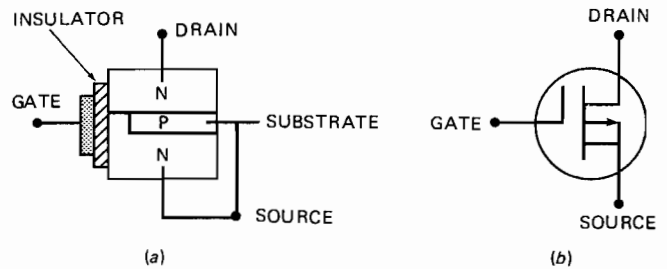 INSULATOR
DRAIN
N
GATE
P
SUBSTRATE
N
SOURCE
(a)
DRAIN
GATE
SOURCE
(b)